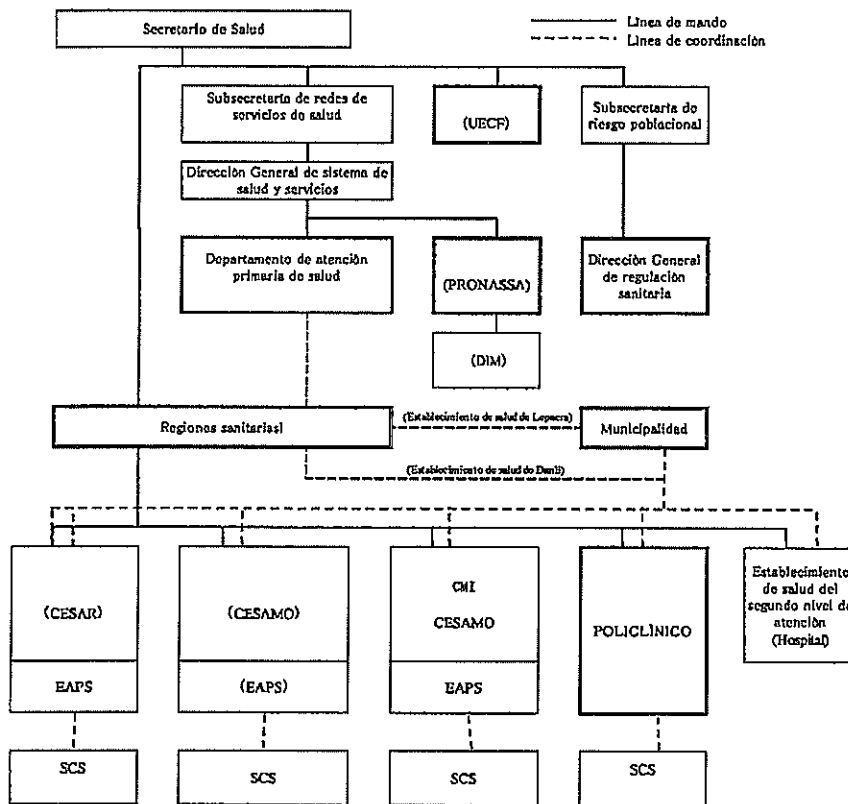 Secretario de Salud
Línea de mando
Línea de coordinación
Subsecretaría de redes de
servicios de salud
(UECF)
Subsecretaría de
riesgo poblacional
Dirección General de sistema de
salud y servicios
Departamento de atención
primaria de salud
(PRONASSA)
Dirección General
de regulación
sanitaria
(DIM)
Regiones sanitarias1
(Establecimiento de salud de Lepaera)
Municipalidad
(Establecimiento de salud de Danlí)
(CESAR)
EAPS
(CESAMO)
(EAPS)
CMI
CESAMO
EAPS
POLICLÍNICO
Establecimiento
de salud del
segundo nivel de
atención
(Hospital)
SCS
SCS
SCS
SCS